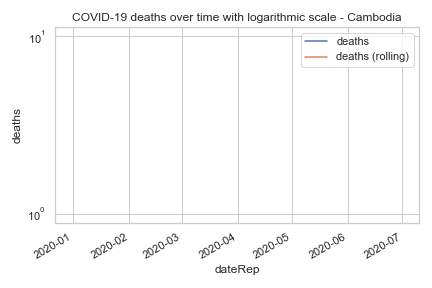 COVID-19 deaths over time with logarithmic scale - Cambodia
10¹
deaths
deaths (rolling)
deaths
10⁰
2020-01
2020-02
2020-03
2020-04
2020-05
2020-06
2020-07
dateRep